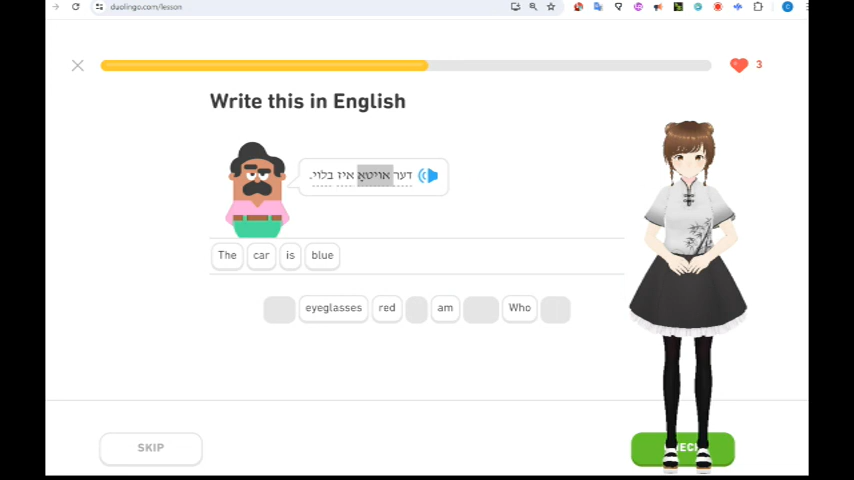 duolingo.com/lesson
3
Write this in English
דער אויטאָ איז בלוי.
The car is blue
eyeglasses red am Who
SKIP